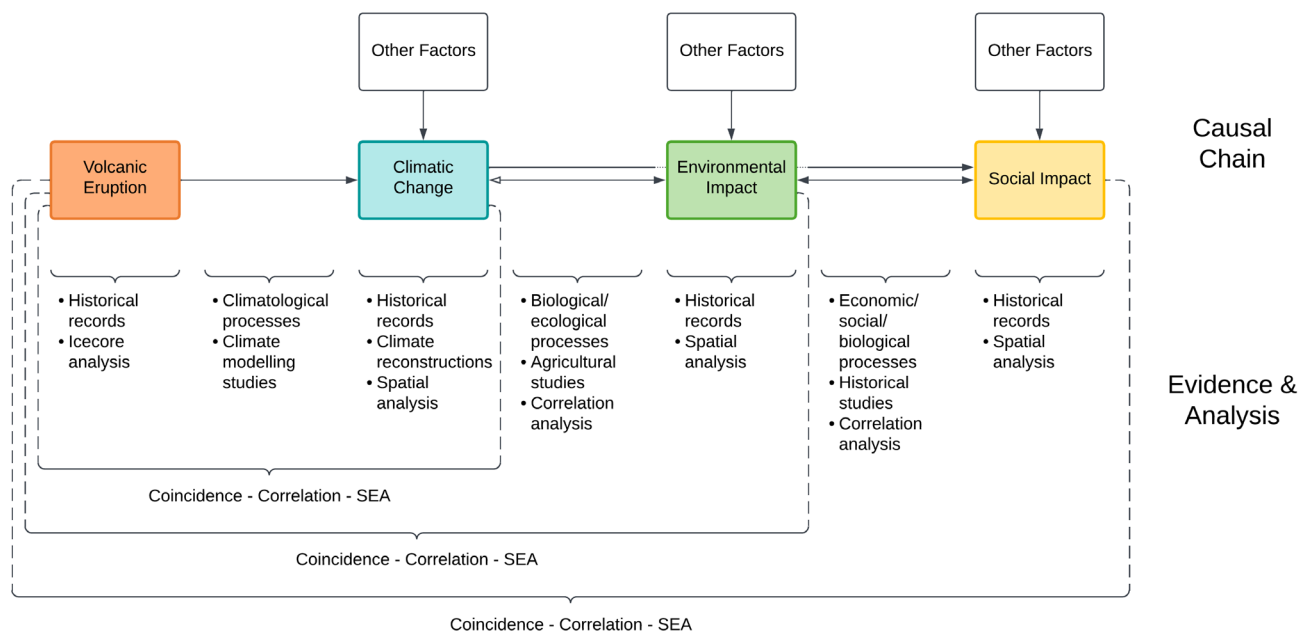 Other Factors
Other Factors
Other Factors
Causal
Chain
Volcanic
Eruption
Climatic
Change
Environmental
Impact
Social Impact
• Historical
records
• Icecore
analysis
• Climatological
processes
• Climate
modelling
studies
• Historical
records
• Climate
reconstructions
• Spatial
analysis
• Biological/
ecological
processes
• Agricultural
studies
• Correlation
analysis
• Historical
records
• Spatial
analysis
• Economic/
social/
biological
processes
• Historical
studies
• Correlation
analysis
• Historical
records
• Spatial
analysis
Evidence &
Analysis
Coincidence - Correlation - SEA
Coincidence - Correlation - SEA
Coincidence - Correlation - SEA